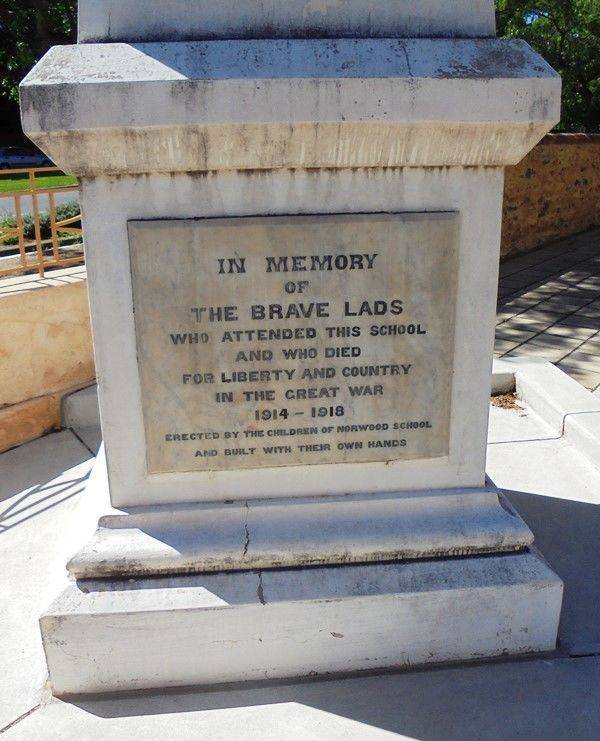 IN MEMORY
OF
THE BRAVE LADS
WHO ATTENDED THIS SCHOOL
AND WHO DIED
FOR LIBERTY AND COUNTRY
IN THE GREAT WAR
1914 - 1918
ERECTED BY THE CHILDREN OF NORWOOD SCHOOL
AND BUILT WITH THEIR OWN HANDS